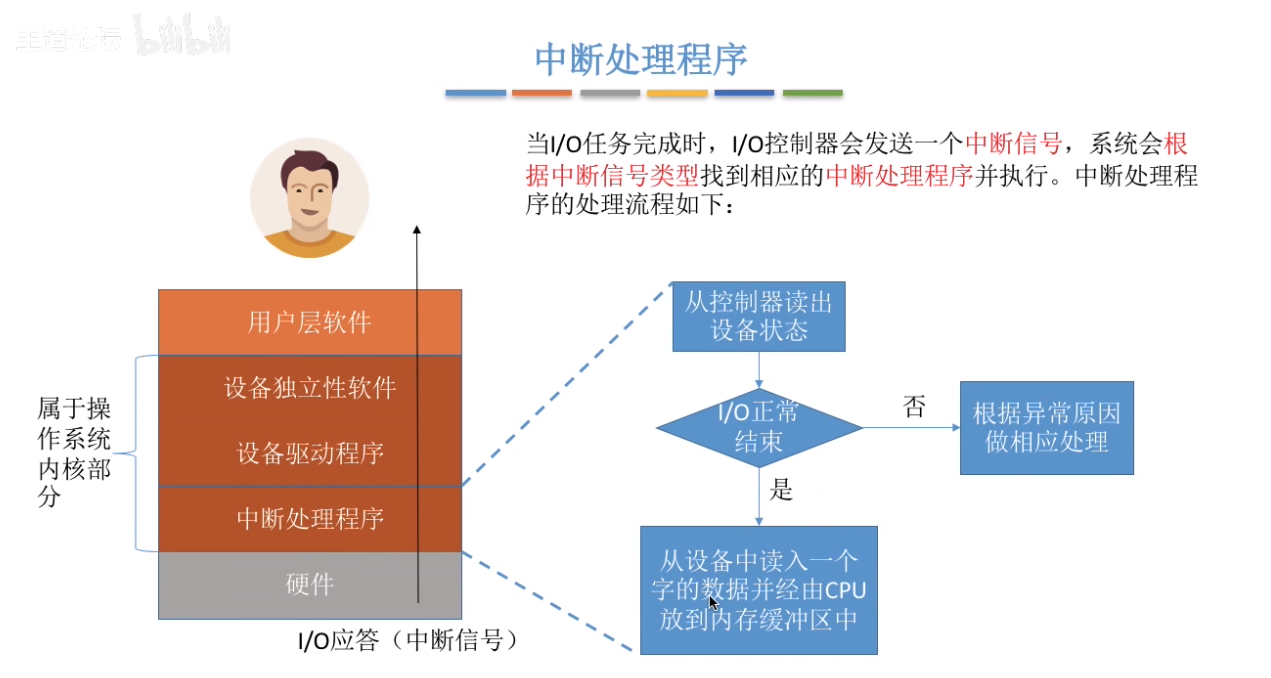 王道论坛 bilibili
中断处理程序
当I/O任务完成时，I/O控制器会发送一个中断信号，系统会根
据中断信号类型找到相应的中断处理程序并执行。中断处理程
序的处理流程如下：
用户层软件
设备独立性软件
设备驱动程序
中断处理程序
硬件
属于操
作系统
内核部
分
I/O应答（中断信号）
从控制器读出
设备状态
I/O正常
结束
否
根据异常原因
做相应处理
是
从设备中读入一个
字的数据并经由CPU
放到内存缓冲区中